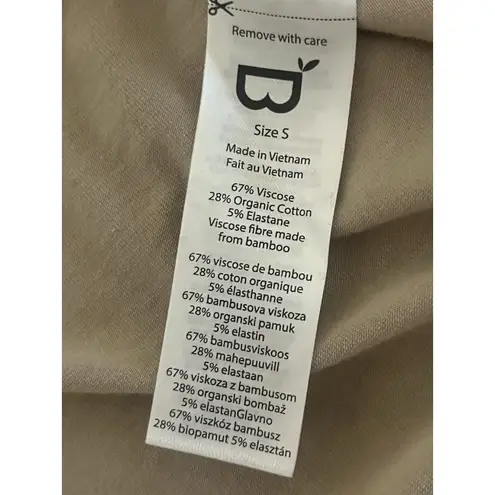 Remove with care
B
Size S
Made in Vietnam
Fait au Vietnam
67% Viscose
28% Organic Cotton
5% Elastane
Viscose fibre made
from bamboo
67% viscose de bambou
28% coton organique
5% élasthanne
67% bambusova viskoza
28% organski pamuk
5% elastin
67% bambusviskoos
28% mahepuuvill
5% elastaan
67% viskoza z bambusom
28% organski bombaž
5% elastanGlavno
67% viszkóz bambusz
28% biopamut 5% elasztán